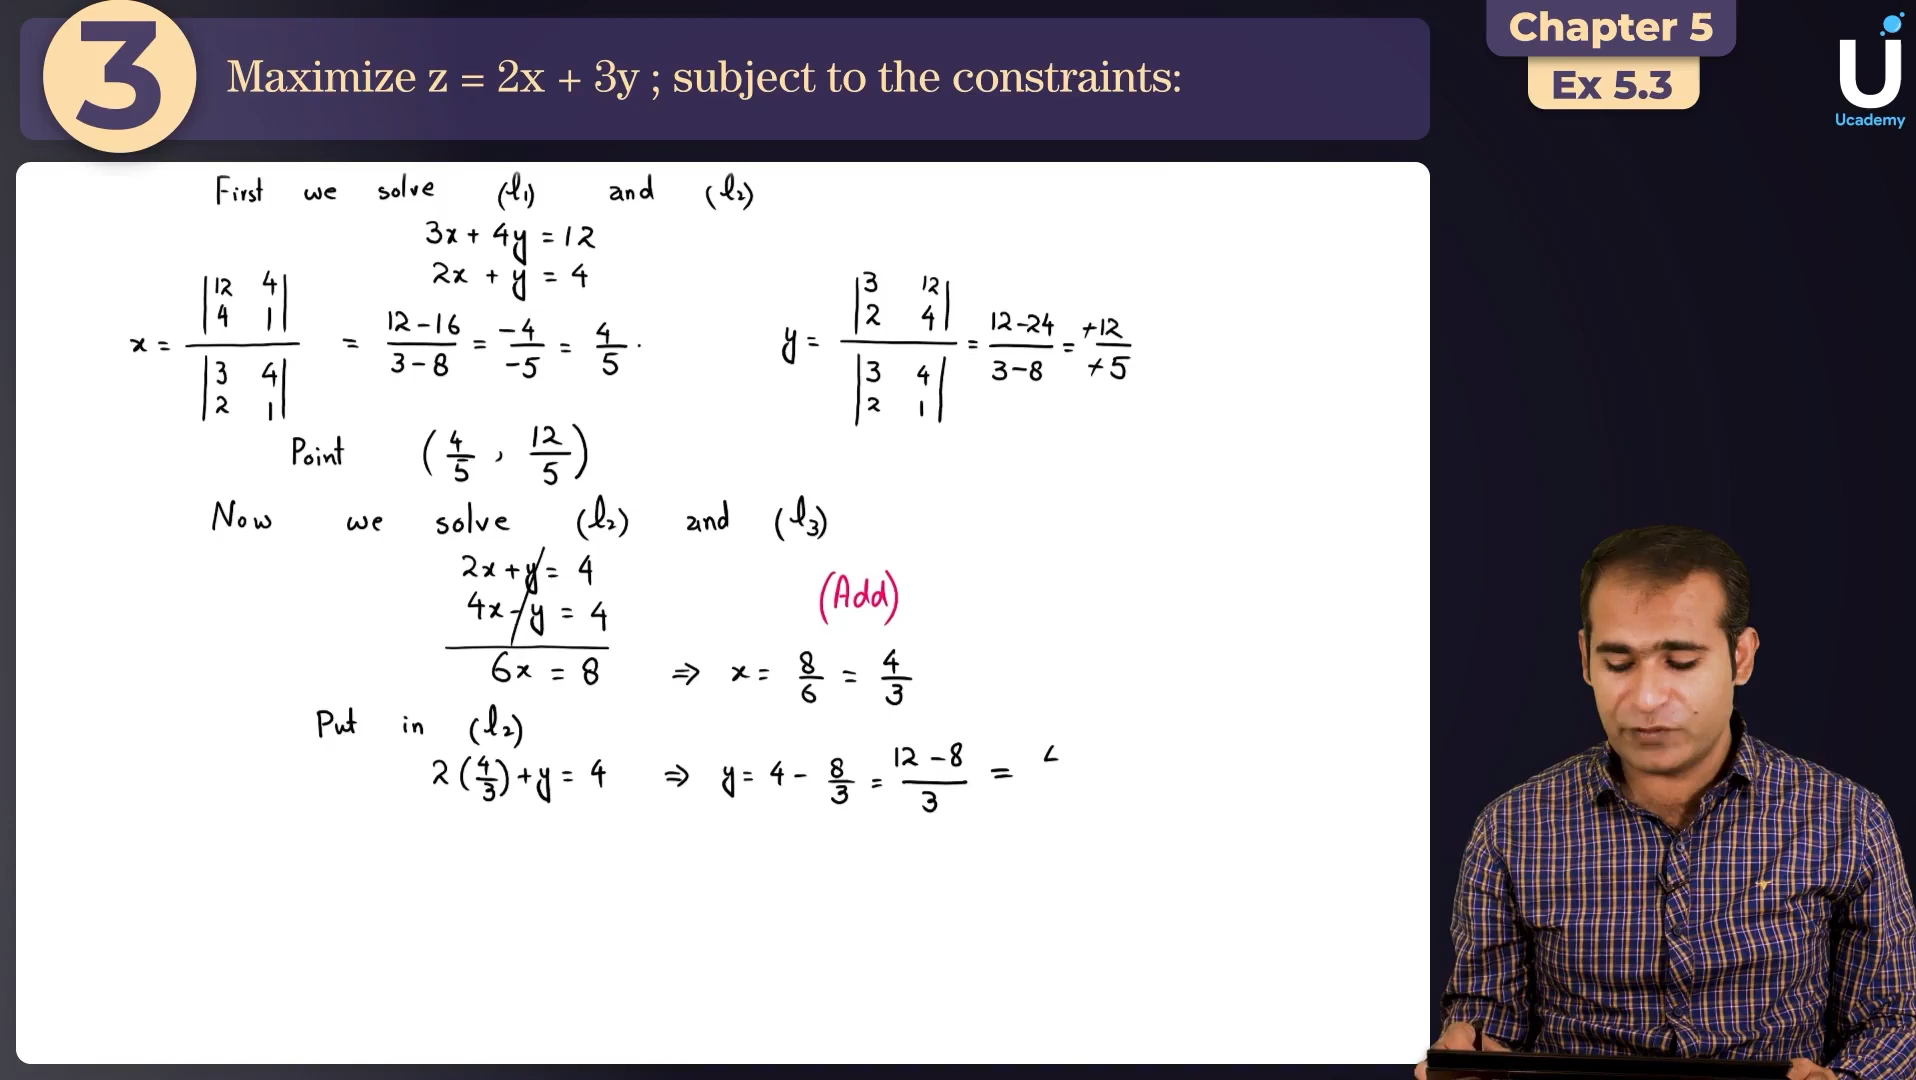 3 Maximize z = 2x + 3y ; subject to the constraints:
Chapter 5
Ex 5.3
Ucademy
First we solve (l₁) and (l₂)
3x + 4y = 12
2x + y = 4
x = |12 4; 4 1| / |3 4; 2 1| = (12-16)/(3-8) = -4/-5 = 4/5 .
y = |3 12; 2 4| / |3 4; 2 1| = (12-24)/(3-8) = +12/+5
Point (4/5 , 12/5)
Now we solve (l₂) and (l₃)
2x + y = 4
4x - y = 4
(Add)
6x = 8 ⇒ x = 8/6 = 4/3
Put in (l₂)
2(4/3) + y = 4 ⇒ y = 4 - 8/3 = (12-8)/3 =